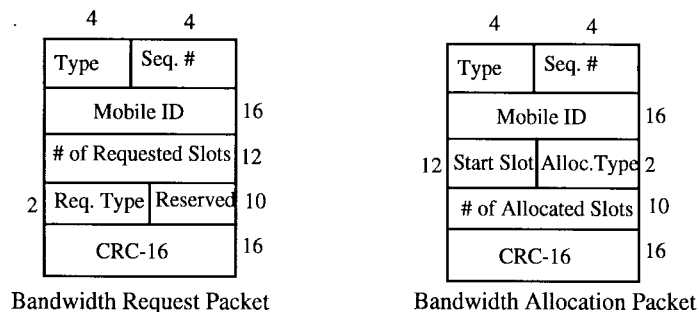 4 4
Type Seq. #
Mobile ID 16
# of Requested Slots 12
2 Req. Type Reserved 10
CRC-16 16
Bandwidth Request Packet
4 4
Type Seq. #
Mobile ID 16
12 Start Slot Alloc.Type 2
# of Allocated Slots 10
CRC-16 16
Bandwidth Allocation Packet